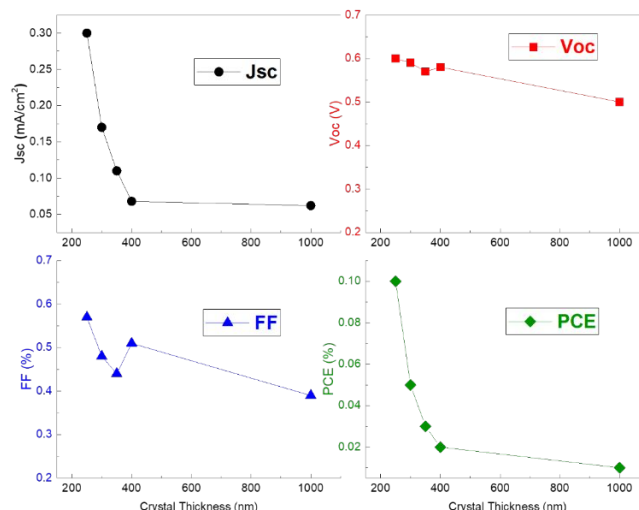 0.30
0.25
0.20
0.15
0.10
0.05
Jsc (mA/cm²)
Jsc
200 400 600 800 1000
0.7
0.6
0.5
0.4
0.3
0.2
Voc (V)
Voc
200 400 600 800 1000
0.7
0.6
0.5
0.4
0.3
0.2
FF (%)
FF
200 400 600 800 1000
Crystal Thickness (nm)
0.10
0.08
0.06
0.04
0.02
PCE (%)
PCE
200 400 600 800 1000
Crystal Thickness (nm)